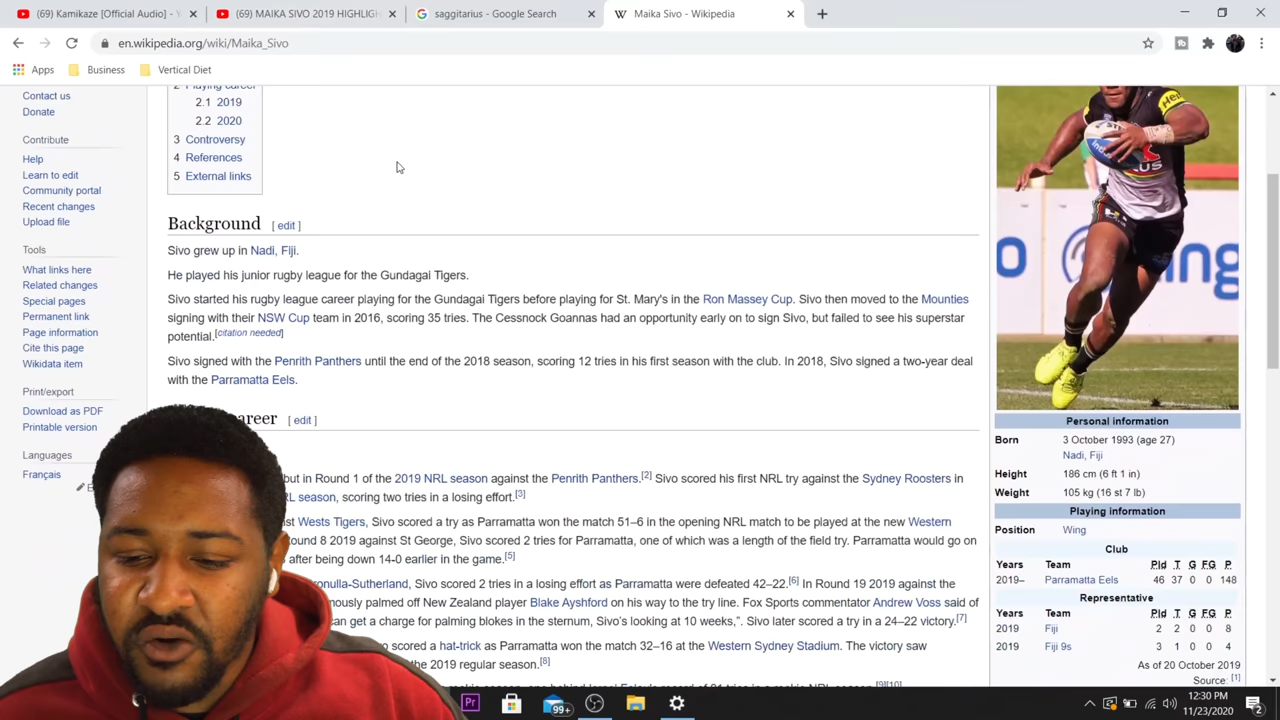 (69) Kamikaze [Official Audio] - Y
(69) MAIKA SIVO 2019 HIGHLIGH
saggitarius - Google Search
Maika Sivo - Wikipedia
en.wikipedia.org/wiki/Maika_Sivo
Apps Business Vertical Diet
Contact us
Donate
Contribute
Help
Learn to edit
Community portal
Recent changes
Upload file
Tools
What links here
Related changes
Special pages
Permanent link
Page information
Cite this page
Wikidata item
Print/export
Download as PDF
Printable version
Languages
Français
2 Playing career
2.1 2019
2.2 2020
3 Controversy
4 References
5 External links
Background [ edit ]
Sivo grew up in Nadi, Fiji.
He played his junior rugby league for the Gundagai Tigers.
Sivo started his rugby league career playing for the Gundagai Tigers before playing for St. Mary's in the Ron Massey Cup. Sivo then moved to the Mounties
signing with their NSW Cup team in 2016, scoring 35 tries. The Cessnock Goannas had an opportunity early on to sign Sivo, but failed to see his superstar
potential.[citation needed]
Sivo signed with the Penrith Panthers until the end of the 2018 season, scoring 12 tries in his first season with the club. In 2018, Sivo signed a two-year deal
with the Parramatta Eels.
career [ edit ]
but in Round 1 of the 2019 NRL season against the Penrith Panthers.[2] Sivo scored his first NRL try against the Sydney Roosters in
RL season, scoring two tries in a losing effort.[3]
st Wests Tigers, Sivo scored a try as Parramatta won the match 51–6 in the opening NRL match to be played at the new Western
ound 8 2019 against St George, Sivo scored 2 tries for Parramatta, one of which was a length of the field try. Parramatta would go on
after being down 14-0 earlier in the game.[5]
onulla-Sutherland, Sivo scored 2 tries in a losing effort as Parramatta were defeated 42–22.[6] In Round 19 2019 against the
mously palmed off New Zealand player Blake Ayshford on his way to the try line. Fox Sports commentator Andrew Voss said of
can get a charge for palming blokes in the sternum, Sivo's looking at 10 weeks,". Sivo later scored a try in a 24–22 victory.[7]
o scored a hat-trick as Parramatta won the match 32–16 at the Western Sydney Stadium. The victory saw
the 2019 regular season.[8]
Personal information
Born 3 October 1993 (age 27)
Nadi, Fiji
Height 186 cm (6 ft 1 in)
Weight 105 kg (16 st 7 lb)
Playing information
Position Wing
Club
Years Team Pld T G FG P
2019– Parramatta Eels 46 37 0 0 148
Representative
Years Team Pld T G FG P
2019 Fiji 2 2 0 0 8
2019 Fiji 9s 3 1 0 0 4
As of 20 October 2019
Source: [1]
Pr
99+
12:30 PM
11/23/2020
2